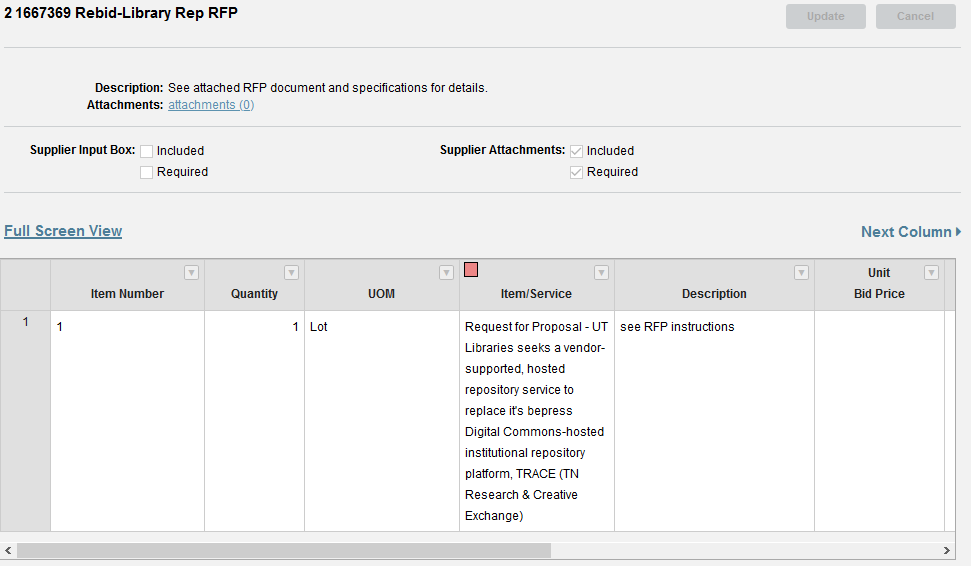 2 1667369 Rebid-Library Rep RFP
Update
Cancel
Description: See attached RFP document and specifications for details.
Attachments: attachments (0)
Supplier Input Box: Included
Required
Supplier Attachments: Included
Required
Full Screen View
Next Column
Item Number
Quantity
UOM
Item/Service
Description
Unit
Bid Price
1
1
1
Lot
Request for Proposal - UT
Libraries seeks a vendor-
supported, hosted
repository service to
replace it's bepress
Digital Commons-hosted
institutional repository
platform, TRACE (TN
Research & Creative
Exchange)
see RFP instructions